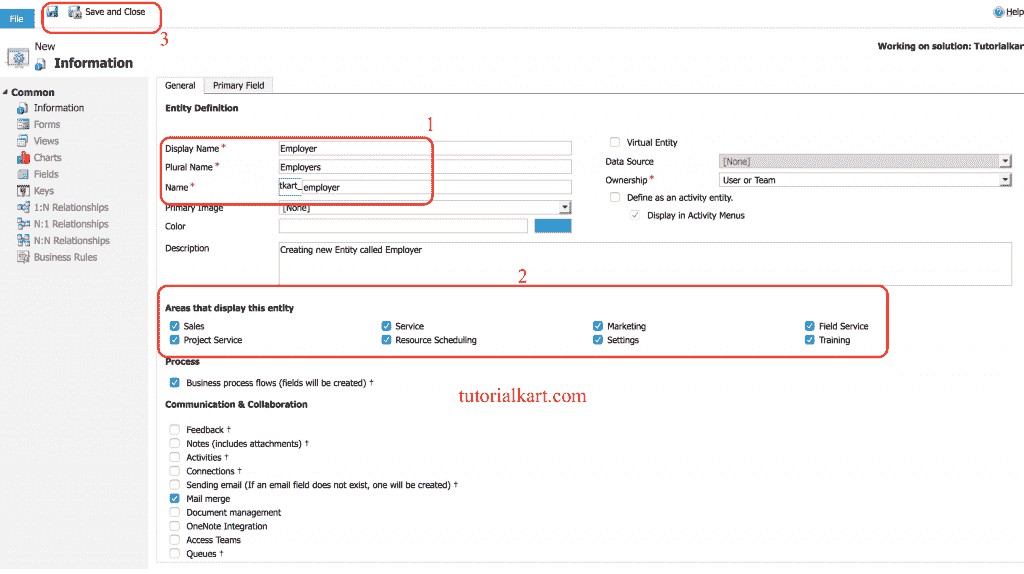 File
Save and Close
Help
3
New
Information
Working on solution: Tutorialkar
Common
Information
Forms
Views
Charts
Fields
Keys
1:N Relationships
N:1 Relationships
N:N Relationships
Business Rules
General
Primary Field
Entity Definition
1
Display Name *
Employer
Plural Name *
Employers
Name *
tkart_ employer
Primary Image
[None]
Color
Description
Creating new Entity called Employer
Virtual Entity
Data Source
[None]
Ownership *
User or Team
Define as an activity entity.
Display in Activity Menus
2
Areas that display this entity
Sales
Service
Marketing
Field Service
Project Service
Resource Scheduling
Settings
Training
Process
Business process flows (fields will be created) †
tutorialkart.com
Communication & Collaboration
Feedback †
Notes (includes attachments) †
Activities †
Connections †
Sending email (If an email field does not exist, one will be created) †
Mail merge
Document management
OneNote Integration
Access Teams
Queues †